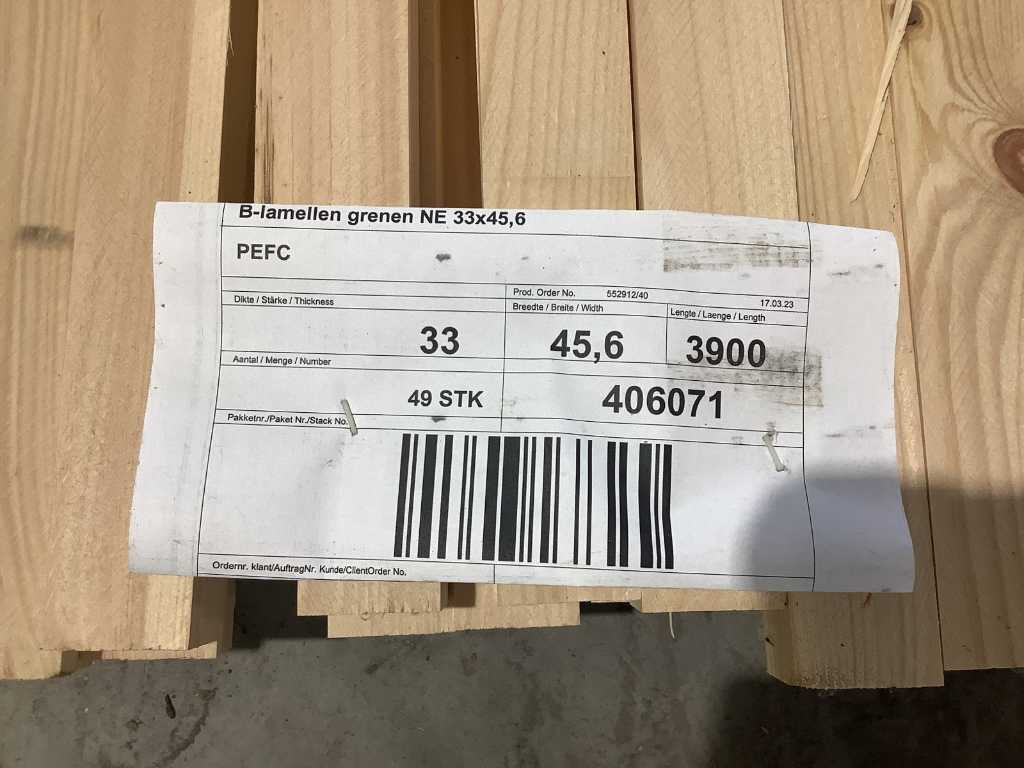 B-lamellen grenen NE 33x45,6
PEFC
Prod. Order No. 552912/40 17.03.23
Dikte / Stärke / Thickness
Breedte / Breite / Width
Lengte / Laenge / Length
33
45,6
3900
Aantal / Menge / Number
49 STK
406071
Pakketnr./Paket Nr./Stack No.
Ordernr. klant/AuftragNr. Kunde/ClientOrder No.